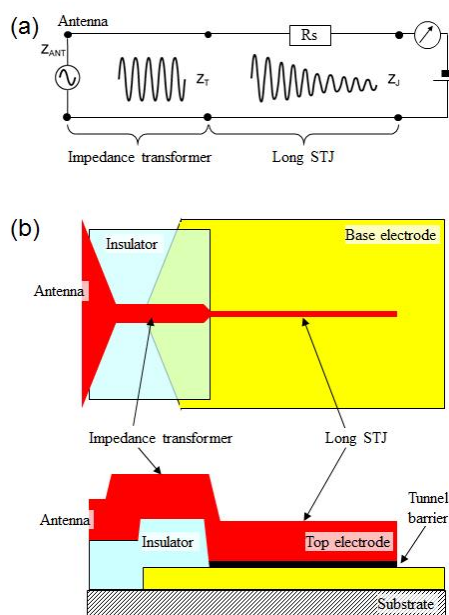 (a)
Antenna
Z_ANT
Rs
Z_T
Z_J
Impedance transformer
Long STJ
(b)
Insulator
Base electrode
Antenna
Impedance transformer
Long STJ
Tunnel
barrier
Antenna
Insulator
Top electrode
Substrate